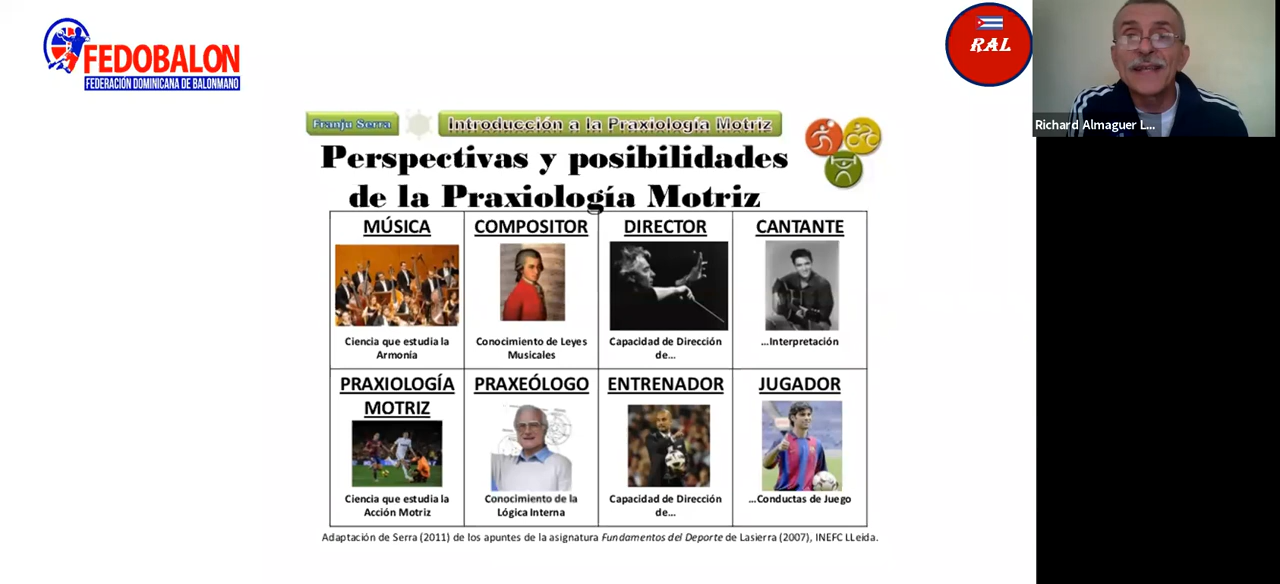 FEDOBALON
FEDERACIÓN DOMINICANA DE BALONMANO
RAL
Richard Almaguer L...
Franju Serra
Introducción a la Praxiología Motriz
Perspectivas y posibilidades
de la Praxiología Motriz
MÚSICA
COMPOSITOR
DIRECTOR
CANTANTE
Ciencia que estudia la
Armonía
Conocimiento de Leyes
Musicales
Capacidad de Dirección
de...
...Interpretación
PRAXIOLOGÍA
MOTRIZ
PRAXEÓLOGO
ENTRENADOR
JUGADOR
Ciencia que estudia la
Acción Motriz
Conocimiento de la
Lógica Interna
Capacidad de Dirección
de...
...Conductas de Juego
Adaptación de Serra (2011) de los apuntes de la asignatura Fundamentos del Deporte de Lasierra (2007), INEFC LLeida.